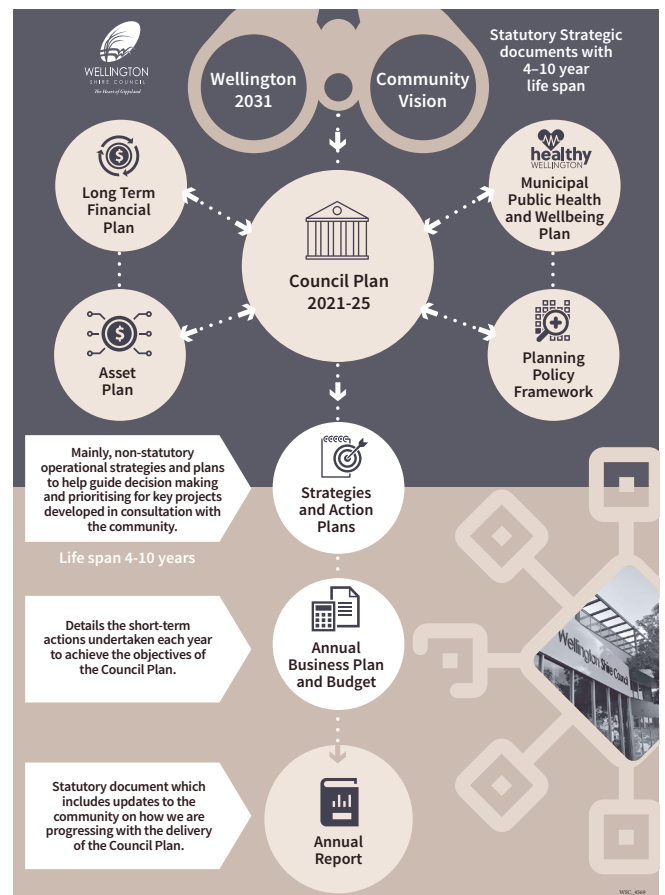 WELLINGTON
SHIRE COUNCIL
The Heart of Gippsland
Wellington
2031
Community
Vision
Statutory Strategic
documents with
4–10 year
life span
Long Term
Financial
Plan
healthy
WELLINGTON
Municipal
Public Health
and Wellbeing
Plan
Council Plan
2021-25
Asset
Plan
Planning
Policy
Framework
Mainly, non-statutory
operational strategies and plans
to help guide decision making
and prioritising for key projects
developed in consultation with
the community.
Strategies
and Action
Plans
Life span 4-10 years
Details the short-term
actions undertaken each year
to achieve the objectives of
the Council Plan.
Annual
Business Plan
and Budget
Wellington Shire Council
Statutory document which
includes updates to the
community on how we are
progressing with the delivery
of the Council Plan.
Annual
Report
WSC_4569